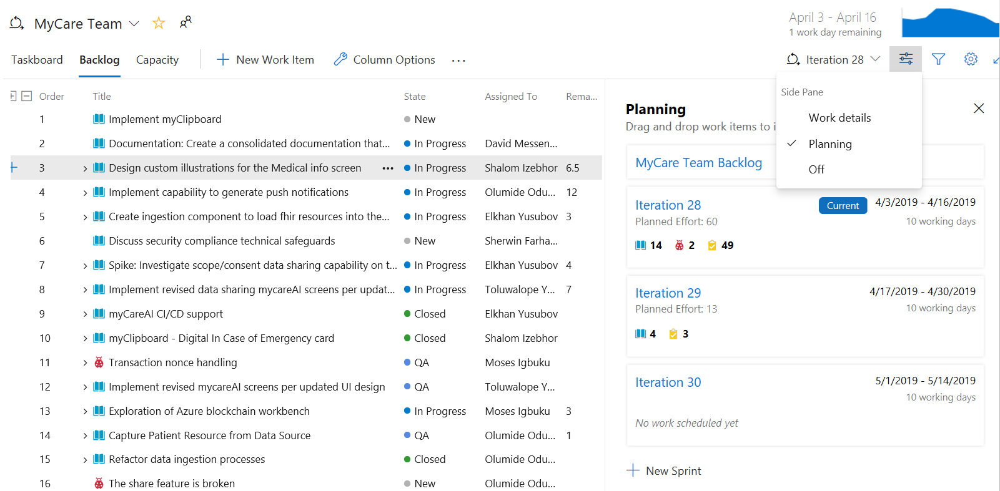 MyCare Team
April 3 - April 16
1 work day remaining
Taskboard Backlog Capacity New Work Item Column Options ... Iteration 28
Order Title State Assigned To Rema...
1 Implement myClipboard New
2 Documentation: Create a consolidated documentation that... In Progress David Messen...
3 Design custom illustrations for the Medical info screen ... In Progress Shalom Izebhor 6.5
4 Implement capability to generate push notifications In Progress Olumide Odu... 12
5 Create ingestion component to load fhir resources into the... In Progress Elkhan Yusubov 3
6 Discuss security compliance technical safeguards New Sherwin Farha...
7 Spike: Investigate scope/consent data sharing capability on t... In Progress Elkhan Yusubov 4
8 Implement revised data sharing mycareAI screens per updat... In Progress Toluwalope Y... 7
9 myCareAI CI/CD support Closed Elkhan Yusubov
10 myClipboard - Digital In Case of Emergency card Closed Shalom Izebhor
11 Transaction nonce handling QA Moses Igbuku
12 Implement revised mycareAI screens per updated UI design QA Toluwalope Y...
13 Exploration of Azure blockchain workbench In Progress Moses Igbuku 3
14 Capture Patient Resource from Data Source QA Olumide Odu... 1
15 Refactor data ingestion processes Closed Olumide Odu...
16 The share feature is broken New Olumide Odu...
Side Pane
Work details
Planning
Off
Planning
Drag and drop work items to i
MyCare Team Backlog
Iteration 28 Current 4/3/2019 - 4/16/2019
Planned Effort: 60 10 working days
14 2 49
Iteration 29 4/17/2019 - 4/30/2019
Planned Effort: 13 10 working days
4 3
Iteration 30 5/1/2019 - 5/14/2019
10 working days
No work scheduled yet
New Sprint